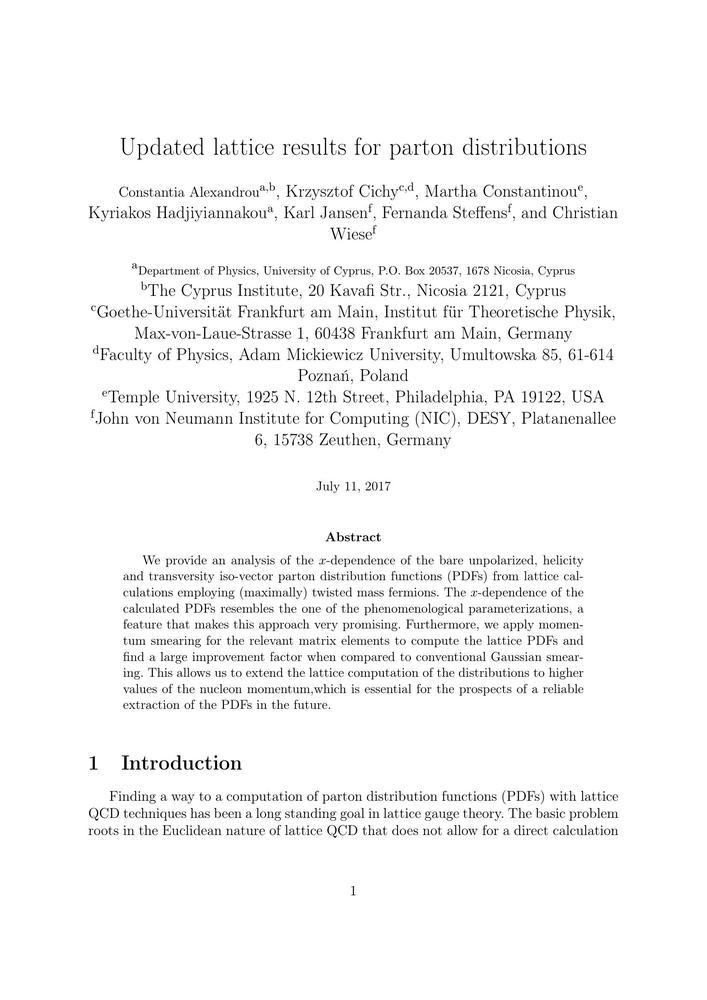 Updated lattice results for parton distributions
Constantia Alexandrou^a,b, Krzysztof Cichy^c,d, Martha Constantinou^e,
Kyriakos Hadjiyiannakou^a, Karl Jansen^f, Fernanda Steffens^f, and Christian
Wiese^f
^aDepartment of Physics, University of Cyprus, P.O. Box 20537, 1678 Nicosia, Cyprus
^bThe Cyprus Institute, 20 Kavafi Str., Nicosia 2121, Cyprus
^cGoethe-Universität Frankfurt am Main, Institut für Theoretische Physik,
Max-von-Laue-Strasse 1, 60438 Frankfurt am Main, Germany
^dFaculty of Physics, Adam Mickiewicz University, Umultowska 85, 61-614
Poznań, Poland
^eTemple University, 1925 N. 12th Street, Philadelphia, PA 19122, USA
^fJohn von Neumann Institute for Computing (NIC), DESY, Platanenallee
6, 15738 Zeuthen, Germany
July 11, 2017
Abstract
We provide an analysis of the x-dependence of the bare unpolarized, helicity
and transversity iso-vector parton distribution functions (PDFs) from lattice cal-
culations employing (maximally) twisted mass fermions. The x-dependence of the
calculated PDFs resembles the one of the phenomenological parameterizations, a
feature that makes this approach very promising. Furthermore, we apply momen-
tum smearing for the relevant matrix elements to compute the lattice PDFs and
find a large improvement factor when compared to conventional Gaussian smear-
ing. This allows us to extend the lattice computation of the distributions to higher
values of the nucleon momentum,which is essential for the prospects of a reliable
extraction of the PDFs in the future.
1 Introduction
Finding a way to a computation of parton distribution functions (PDFs) with lattice
QCD techniques has been a long standing goal in lattice gauge theory. The basic problem
roots in the Euclidean nature of lattice QCD that does not allow for a direct calculation
1